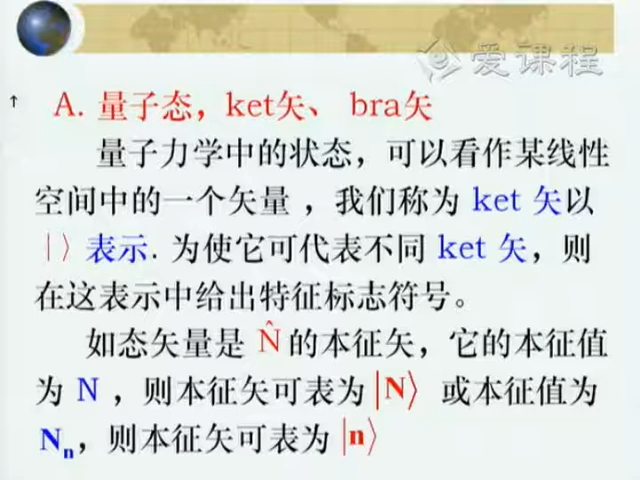 爱课程
↑
A. 量子态，ket矢、 bra矢
量子力学中的状态，可以看作某线性
空间中的一个矢量 ，我们称为 ket 矢以
|〉表示. 为使它可代表不同 ket 矢，则
在这表示中给出特征标志符号。
如态矢量是 N̂ 的本征矢，它的本征值
为 N ，则本征矢可表为 |N〉 或本征值为
Nₙ，则本征矢可表为 |n〉